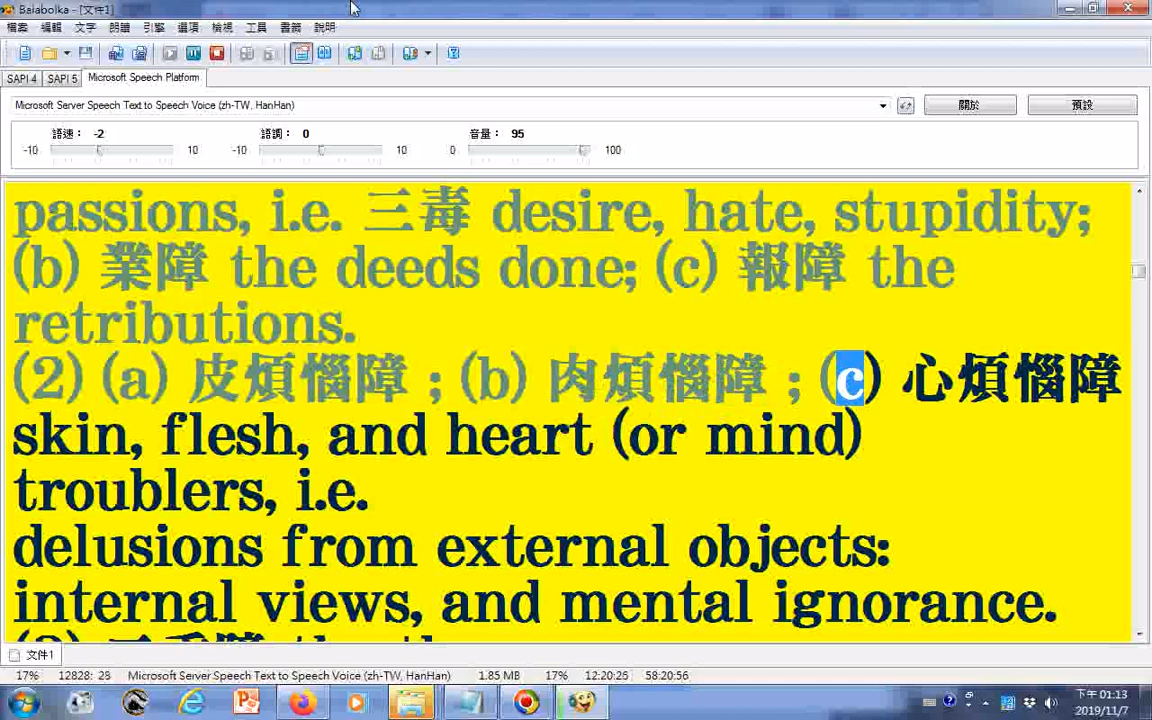 Balabolka - [文件1]
檔案 編輯 文字 朗讀 引擎 選項 檢視 工具 書籤 說明
SAPI 4 SAPI 5 Microsoft Speech Platform
Microsoft Server Speech Text to Speech Voice (zh-TW, HanHan) 關於 預設
語速： -2 語調： 0 音量： 95
-10 10 -10 10 0 100
passions, i.e. 三毒 desire, hate, stupidity;
(b) 業障 the deeds done; (c) 報障 the
retributions.
(2) (a) 皮煩惱障 ; (b) 肉煩惱障 ; (c) 心煩惱障
skin, flesh, and heart (or mind)
troublers, i.e.
delusions from external objects:
internal views, and mental ignorance.
文件1
17% 12828: 28 Microsoft Server Speech Text to Speech Voice (zh-TW, HanHan) 1.85 MB 17% 12:20:25 58:20:56
下午 01:13
2019/11/7